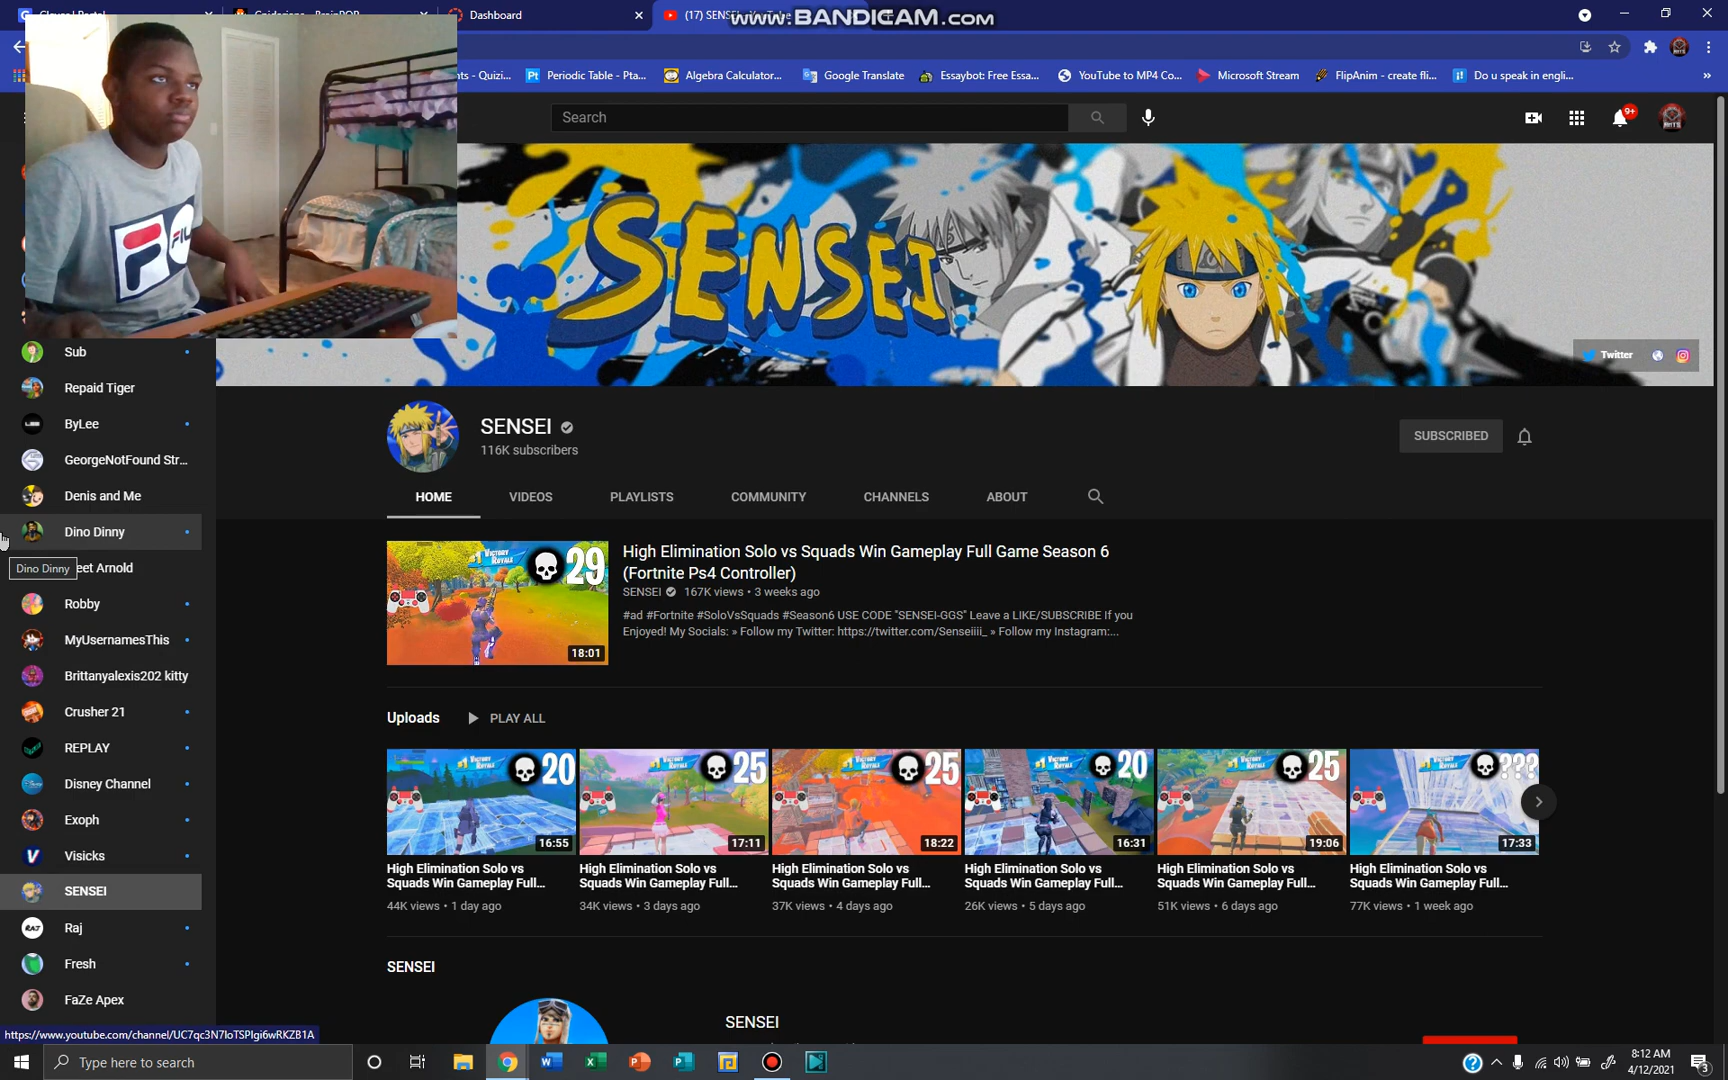 Dashboard
(17) SENSEI
www.BANDICAM.com
nts - Quizi...
Periodic Table - Pta...
Algebra Calculator...
Google Translate
Essaybot: Free Essa...
YouTube to MP4 Co...
Microsoft Stream
FlipAnim - create fli...
Do u speak in engli...
»
Search
9+
FILA
SENSEI
Twitter
Sub
Repaid Tiger
ByLee
GeorgeNotFound Str...
Denis and Me
Dino Dinny
Dino Dinny
eet Arnold
Robby
MyUsernamesThis
Brittanyalexis202 kitty
Crusher 21
REPLAY
Disney Channel
Exoph
Visicks
SENSEI
Raj
Fresh
FaZe Apex
SENSEI
116K subscribers
SUBSCRIBED
HOME
VIDEOS
PLAYLISTS
COMMUNITY
CHANNELS
ABOUT
#1 VICTORY ROYALE
29
18:01
High Elimination Solo vs Squads Win Gameplay Full Game Season 6
(Fortnite Ps4 Controller)
SENSEI 167K views • 3 weeks ago
#ad #Fortnite #SoloVsSquads #Season6 USE CODE "SENSEI-GGS" Leave a LIKE/SUBSCRIBE If you
Enjoyed! My Socials: » Follow my Twitter: https://twitter.com/Senseiiii_ » Follow my Instagram:...
Uploads
PLAY ALL
20
16:55
High Elimination Solo vs
Squads Win Gameplay Full...
44K views • 1 day ago
25
17:11
High Elimination Solo vs
Squads Win Gameplay Full...
34K views • 3 days ago
25
18:22
High Elimination Solo vs
Squads Win Gameplay Full...
37K views • 4 days ago
20
16:31
High Elimination Solo vs
Squads Win Gameplay Full...
26K views • 5 days ago
25
19:06
High Elimination Solo vs
Squads Win Gameplay Full...
51K views • 6 days ago
???
17:33
High Elimination Solo vs
Squads Win Gameplay Full...
77K views • 1 week ago
SENSEI
SENSEI
https://www.youtube.com/channel/UC7qc3N7IoTSPIgi6wRKZB1A
Type here to search
8:12 AM
4/12/2021
3